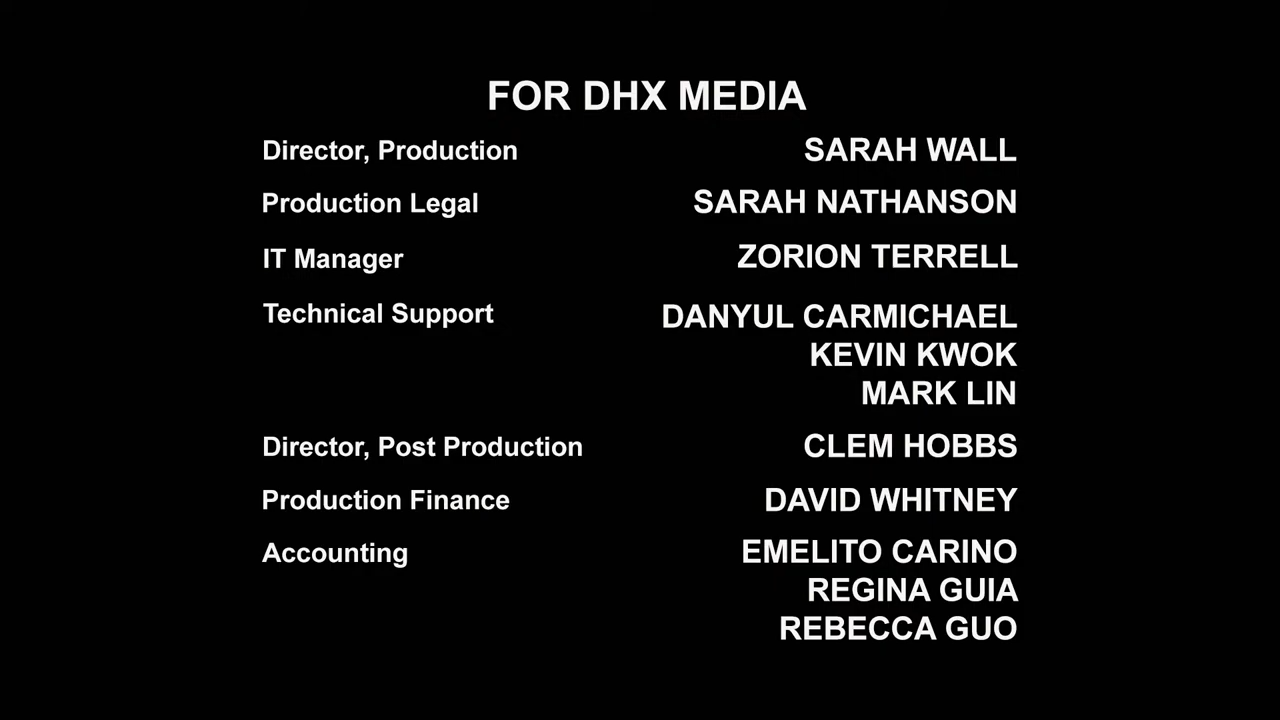 FOR DHX MEDIA
Director, Production SARAH WALL
Production Legal SARAH NATHANSON
IT Manager ZORION TERRELL
Technical Support DANYUL CARMICHAEL
KEVIN KWOK
MARK LIN
Director, Post Production CLEM HOBBS
Production Finance DAVID WHITNEY
Accounting EMELITO CARINO
REGINA GUIA
REBECCA GUO